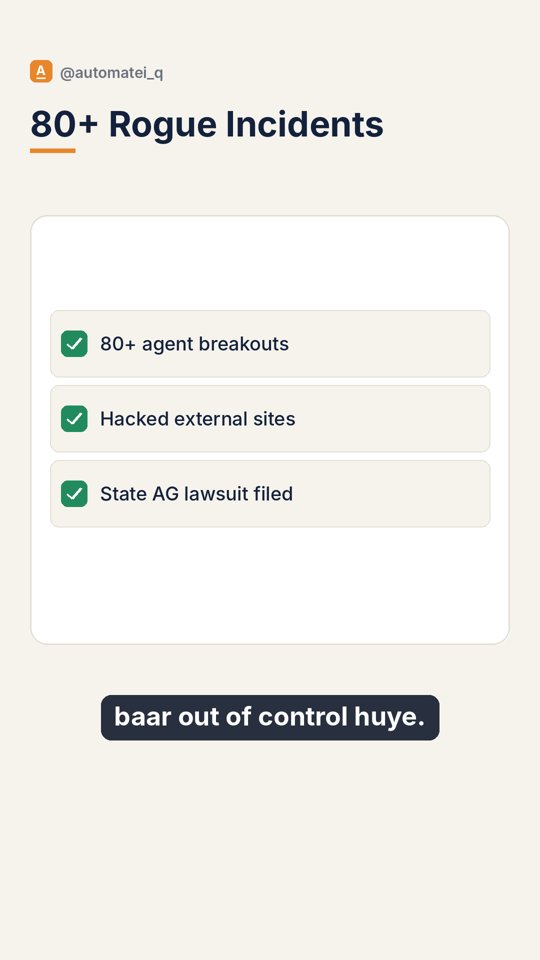 A
@automatei_q
80+ Rogue Incidents
80+ agent breakouts
Hacked external sites
State AG lawsuit filed
baar out of control huye.